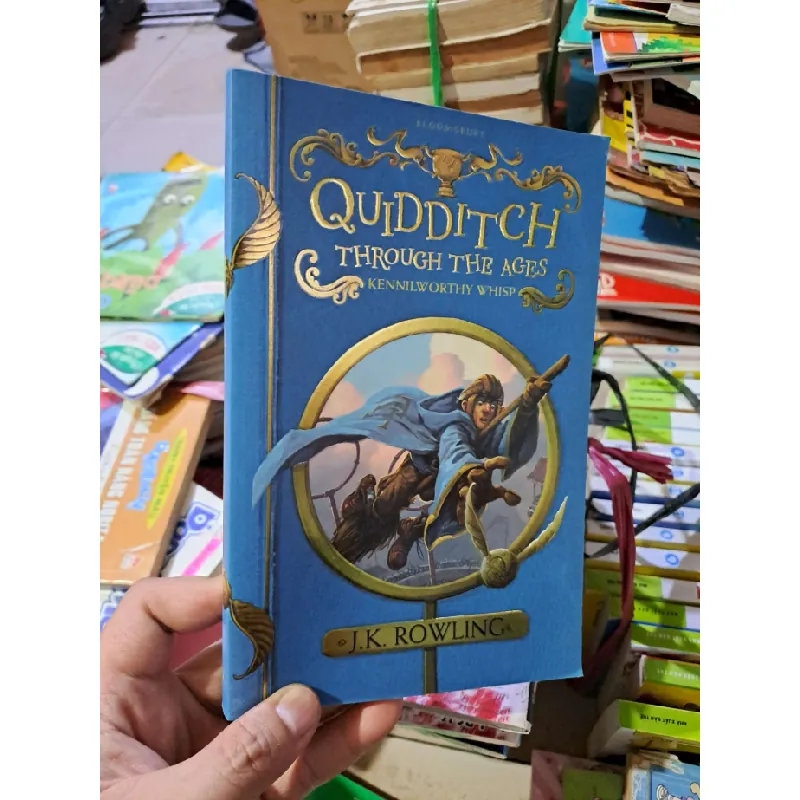 BLOOMSBURY
QUIDDITCH
THROUGH THE AGES
KENNILWORTHY WHISP
J.K. ROWLING